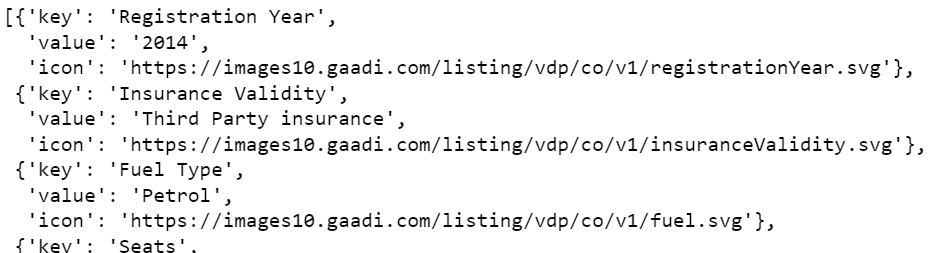 [{'key': 'Registration Year',
'value': '2014',
'icon': 'https://images10.gaadi.com/listing/vdp/co/v1/registrationYear.svg'},
{'key': 'Insurance Validity',
'value': 'Third Party insurance',
'icon': 'https://images10.gaadi.com/listing/vdp/co/v1/insuranceValidity.svg'},
{'key': 'Fuel Type',
'value': 'Petrol',
'icon': 'https://images10.gaadi.com/listing/vdp/co/v1/fuel.svg'},
{'key': 'Seats',